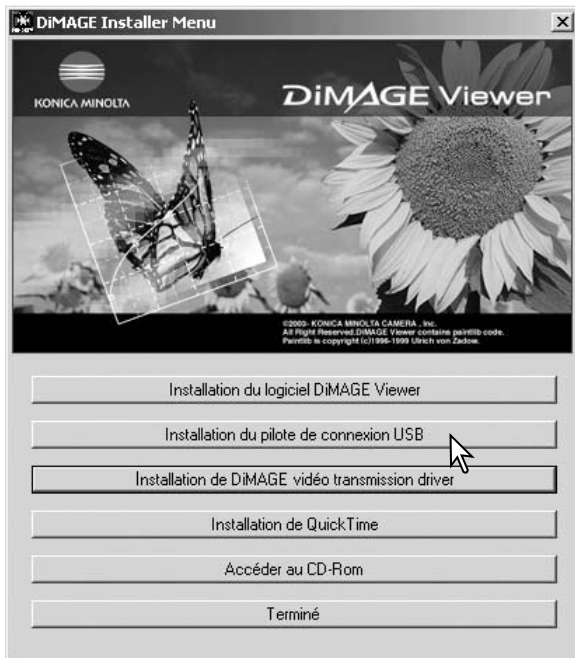 DiMAGE Installer Menu
KONICA MINOLTA
DiMAGE Viewer
©2003- KONICA MINOLTA CAMERA , Inc.
All Right Reserved.DiMAGE Viewer contains paintlib code.
Paintlib is copyright (c)1996-1999 Ulrich von Zadow.
Installation du logiciel DiMAGE Viewer
Installation du pilote de connexion USB
Installation de DiMAGE vidéo transmission driver
Installation de QuickTime
Accéder au CD-Rom
Terminé